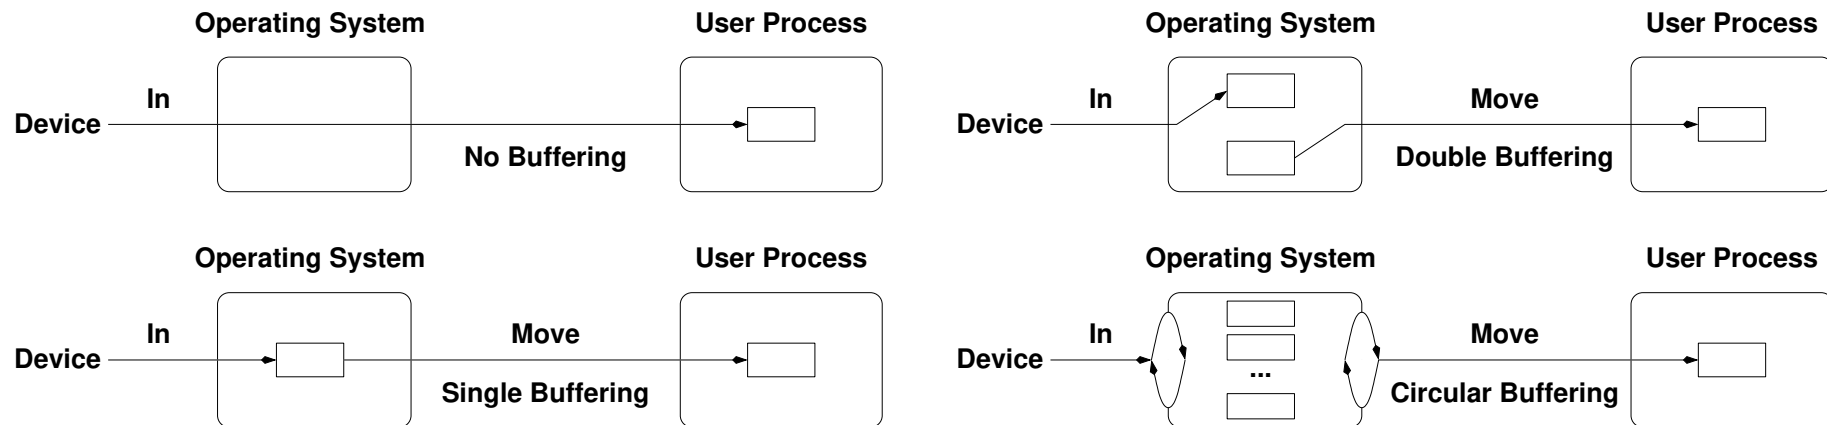 Operating System User Process
In
Device
No Buffering
Operating System User Process
In Move
Device
Double Buffering
Operating System User Process
In Move
Device
Single Buffering
Operating System User Process
In Move
Device
...
Circular Buffering